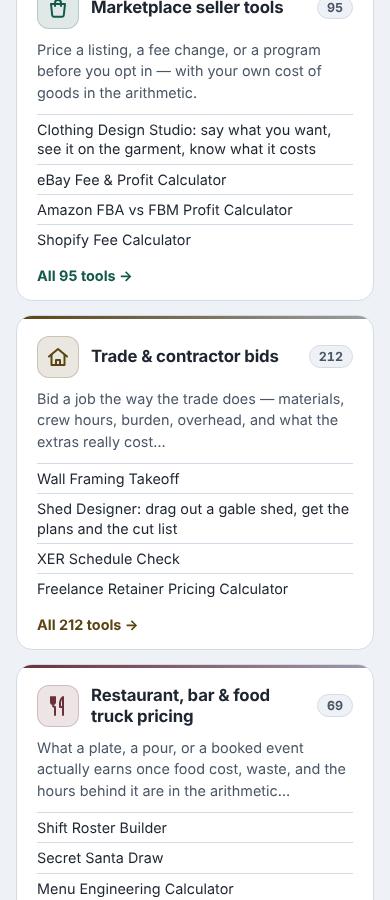 Marketplace seller tools
95
Price a listing, a fee change, or a program
before you opt in — with your own cost of
goods in the arithmetic.
Clothing Design Studio: say what you want,
see it on the garment, know what it costs
eBay Fee & Profit Calculator
Amazon FBA vs FBM Profit Calculator
Shopify Fee Calculator
All 95 tools →
Trade & contractor bids
212
Bid a job the way the trade does — materials,
crew hours, burden, overhead, and what the
extras really cost…
Wall Framing Takeoff
Shed Designer: drag out a gable shed, get the
plans and the cut list
XER Schedule Check
Freelance Retainer Pricing Calculator
All 212 tools →
Restaurant, bar & food
truck pricing
69
What a plate, a pour, or a booked event
actually earns once food cost, waste, and the
hours behind it are in the arithmetic…
Shift Roster Builder
Secret Santa Draw
Menu Engineering Calculator